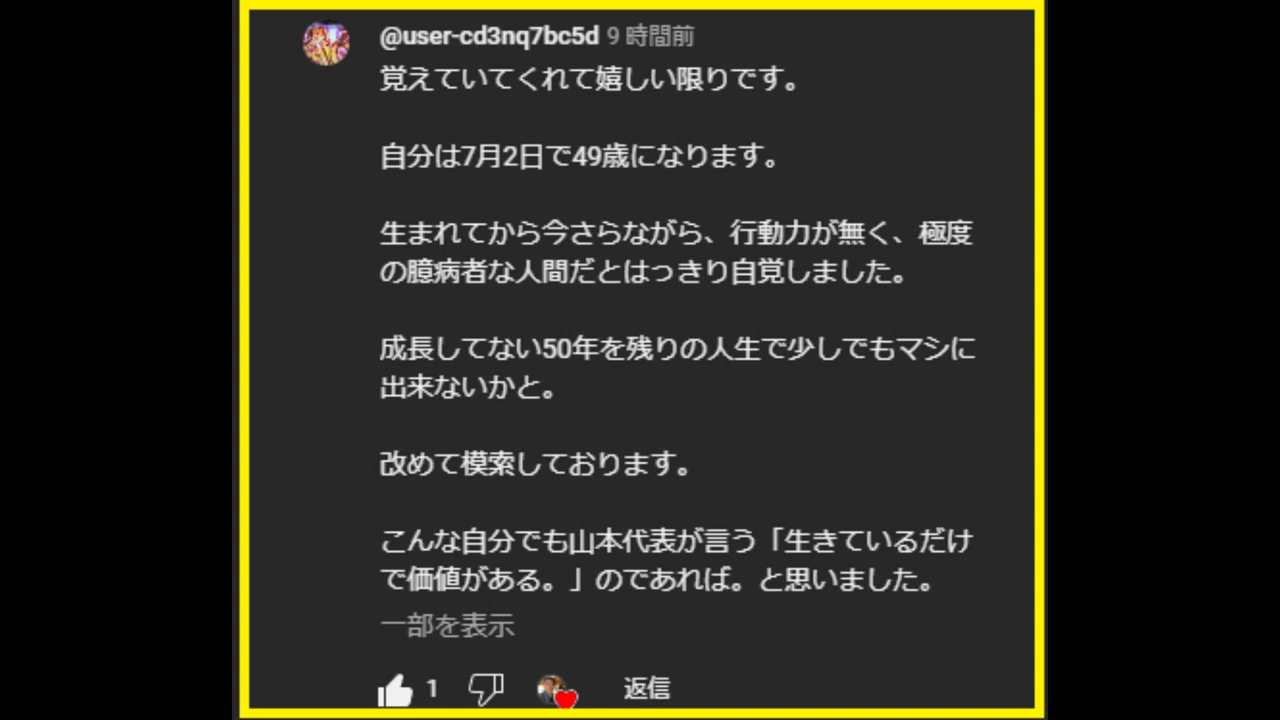 @user-cd3nq7bc5d 9 時間前
覚えていてくれて嬉しい限りです。
自分は7月2日で49歳になります。
生まれてから今さらながら、行動力が無く、極度
の臆病者な人間だとはっきり自覚しました。
成長してない50年を残りの人生で少しでもマシに
出来ないかと。
改めて模索しております。
こんな自分でも山本代表が言う「生きているだけ
で価値がある。」のであれば。と思いました。
一部を表示
1 返信